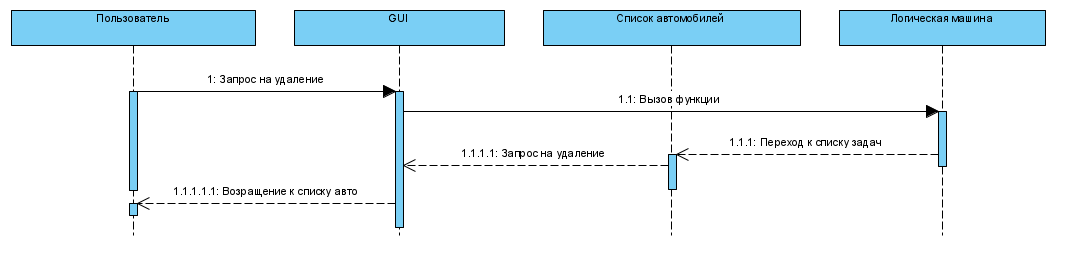 Пользователь
GUI
Список автомобилей
Логическая машина
1: Запрос на удаление
1.1: Вызов функции
1.1.1: Переход к списку задач
1.1.1.1: Запрос на удаление
1.1.1.1.1: Возращение к списку авто